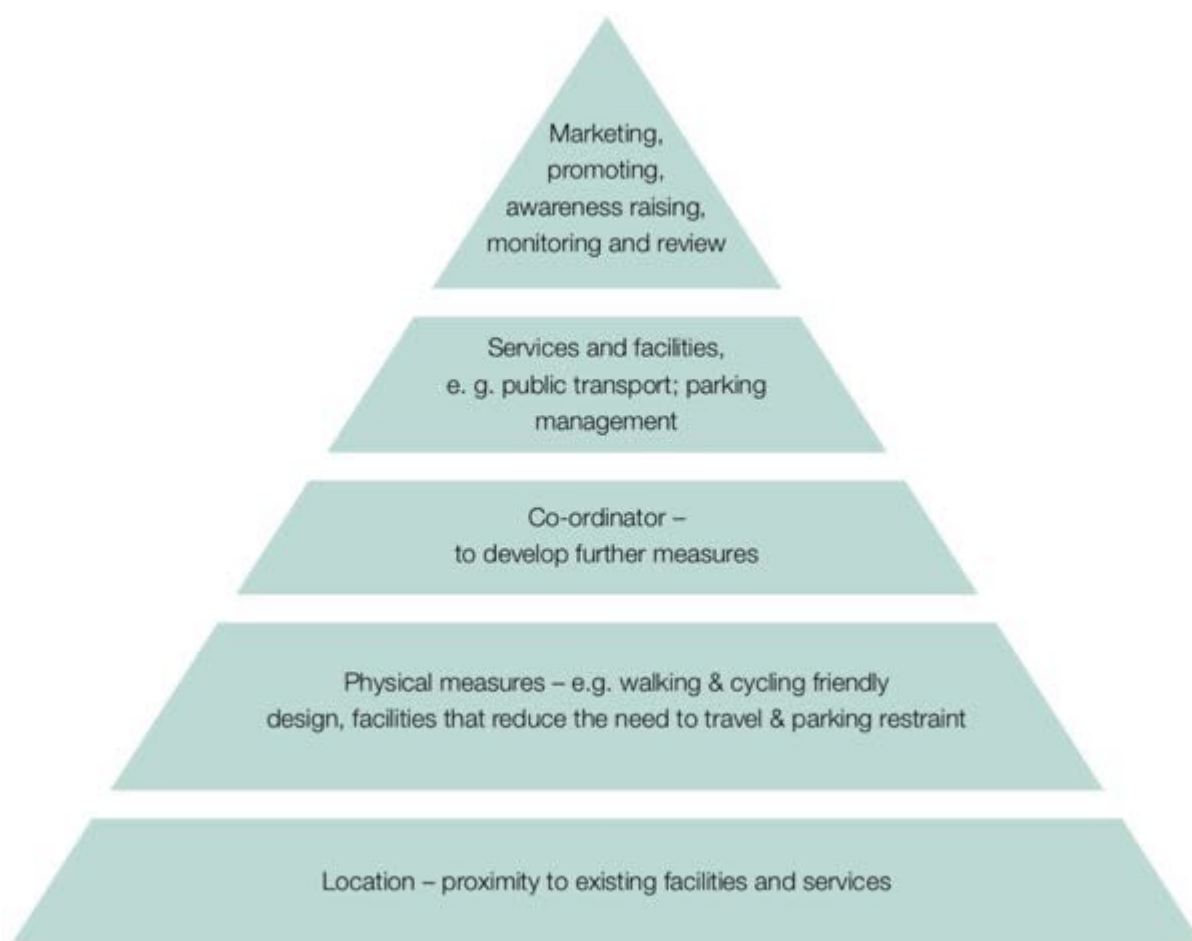 Marketing,
promoting,
awareness raising,
monitoring and review
Services and facilities,
e. g. public transport; parking
management
Co-ordinator –
to develop further measures
Physical measures – e.g. walking & cycling friendly
design, facilities that reduce the need to travel & parking restraint
Location – proximity to existing facilities and services